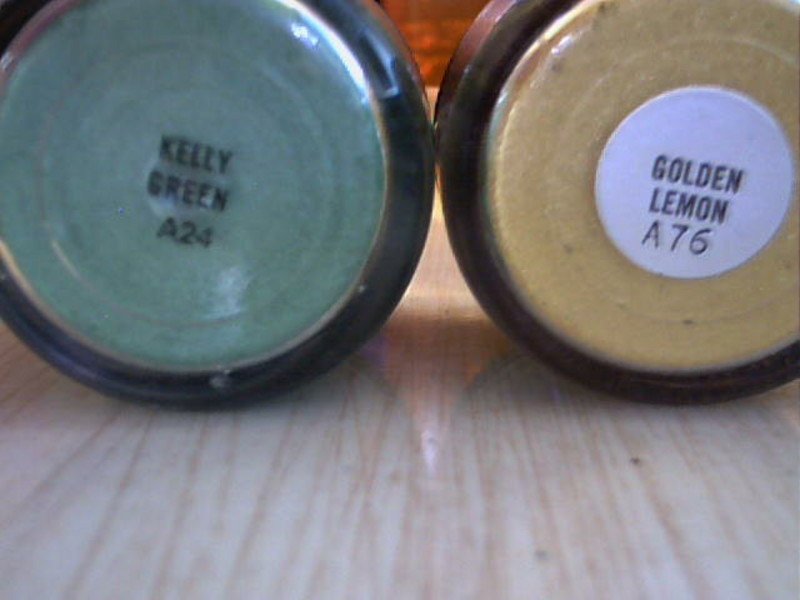 KELLY
GREEN
A24
GOLDEN
LEMON
A76